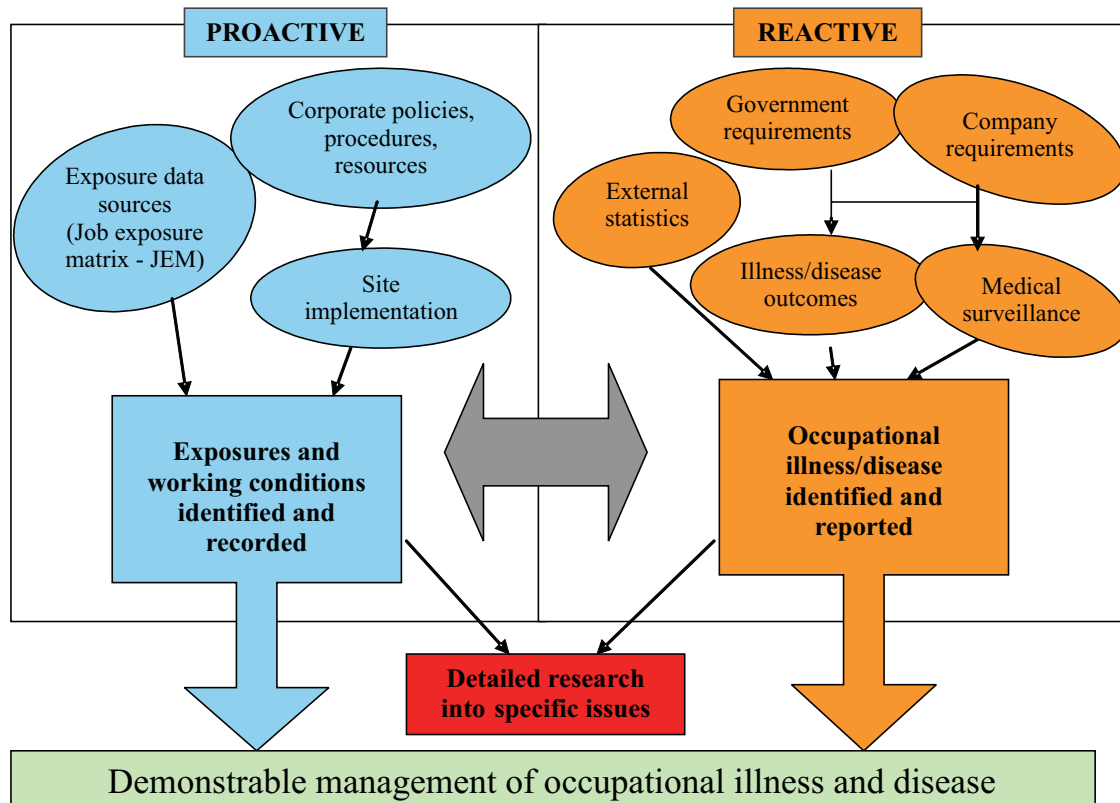 PROACTIVE
Corporate policies,
procedures,
resources
Exposure data
sources
(Job exposure
matrix - JEM)
Site
implementation
Exposures and
working conditions
identified and
recorded
REACTIVE
Government
requirements
Company
requirements
External
statistics
Illness/disease
outcomes
Medical
surveillance
Occupational
illness/disease
identified and
reported
Detailed research
into specific issues
Demonstrable management of occupational illness and disease